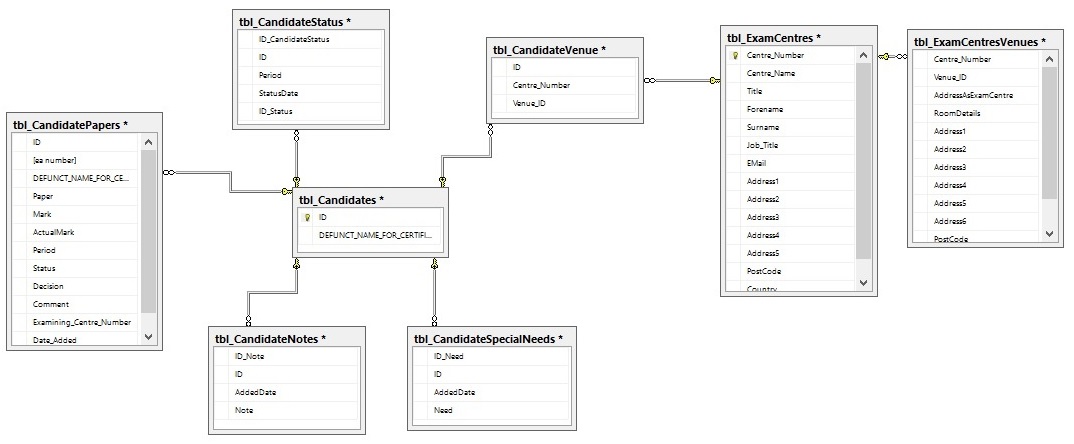 tbl_CandidateStatus *
ID_CandidateStatus
ID
Period
StatusDate
ID_Status
tbl_CandidateVenue *
ID
Centre_Number
Venue_ID
tbl_ExamCentres *
Centre_Number
Centre_Name
Title
Forename
Surname
Job_Title
EMail
Address1
Address2
Address3
Address4
Address5
PostCode
Country
tbl_ExamCentresVenues *
Centre_Number
Venue_ID
AddressAsExamCentre
RoomDetails
Address1
Address2
Address3
Address4
Address5
Address6
PostCode
tbl_CandidatePapers *
ID
[ea number]
DEFUNCT_NAME_FOR_CE...
Paper
Mark
ActualMark
Period
Status
Decision
Comment
Examining_Centre_Number
Date_Added
tbl_Candidates *
ID
DEFUNCT_NAME_FOR_CERTIFI...
tbl_CandidateNotes *
ID_Note
ID
AddedDate
Note
tbl_CandidateSpecialNeeds *
ID_Need
ID
AddedDate
Need